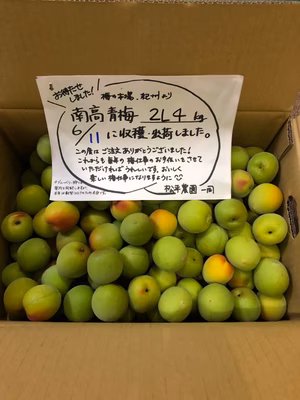 お待たせしました!
梅の本場、紀州より
南高青梅 2L 4kg
6/11に収穫・出荷しました。
この度はご注文ありがとうございました!
これからも毎年の梅仕事のお手伝いをさせて
いただければうれしいです。おいしく
楽しい梅仕事になりますように
松平農園 一同